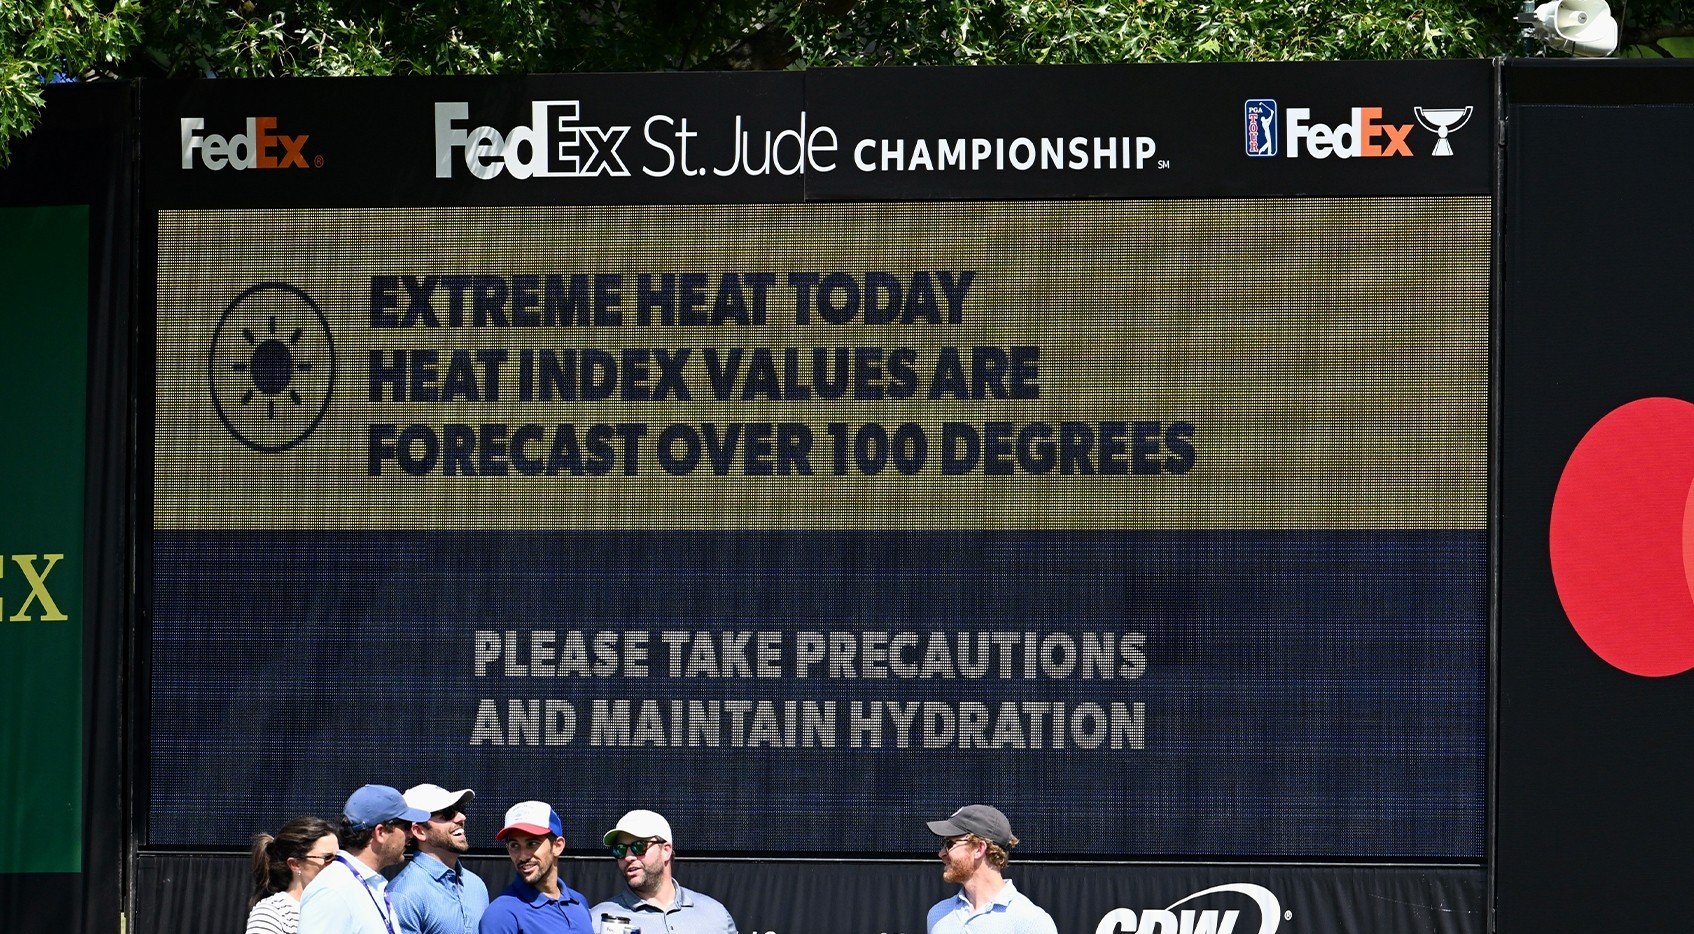 FedEx®
FedEx St. Jude CHAMPIONSHIP SM
PGA TOUR
FedEx
EXTREME HEAT TODAY
HEAT INDEX VALUES ARE
FORECAST OVER 100 DEGREES
EX
PLEASE TAKE PRECAUTIONS
AND MAINTAIN HYDRATION
CDW®